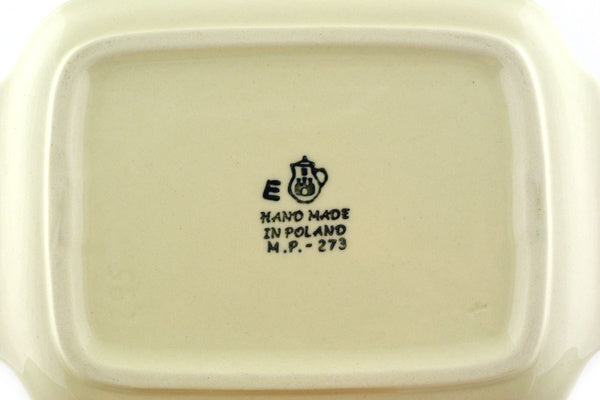 E
HAND MADE
IN POLAND
M.P.-273